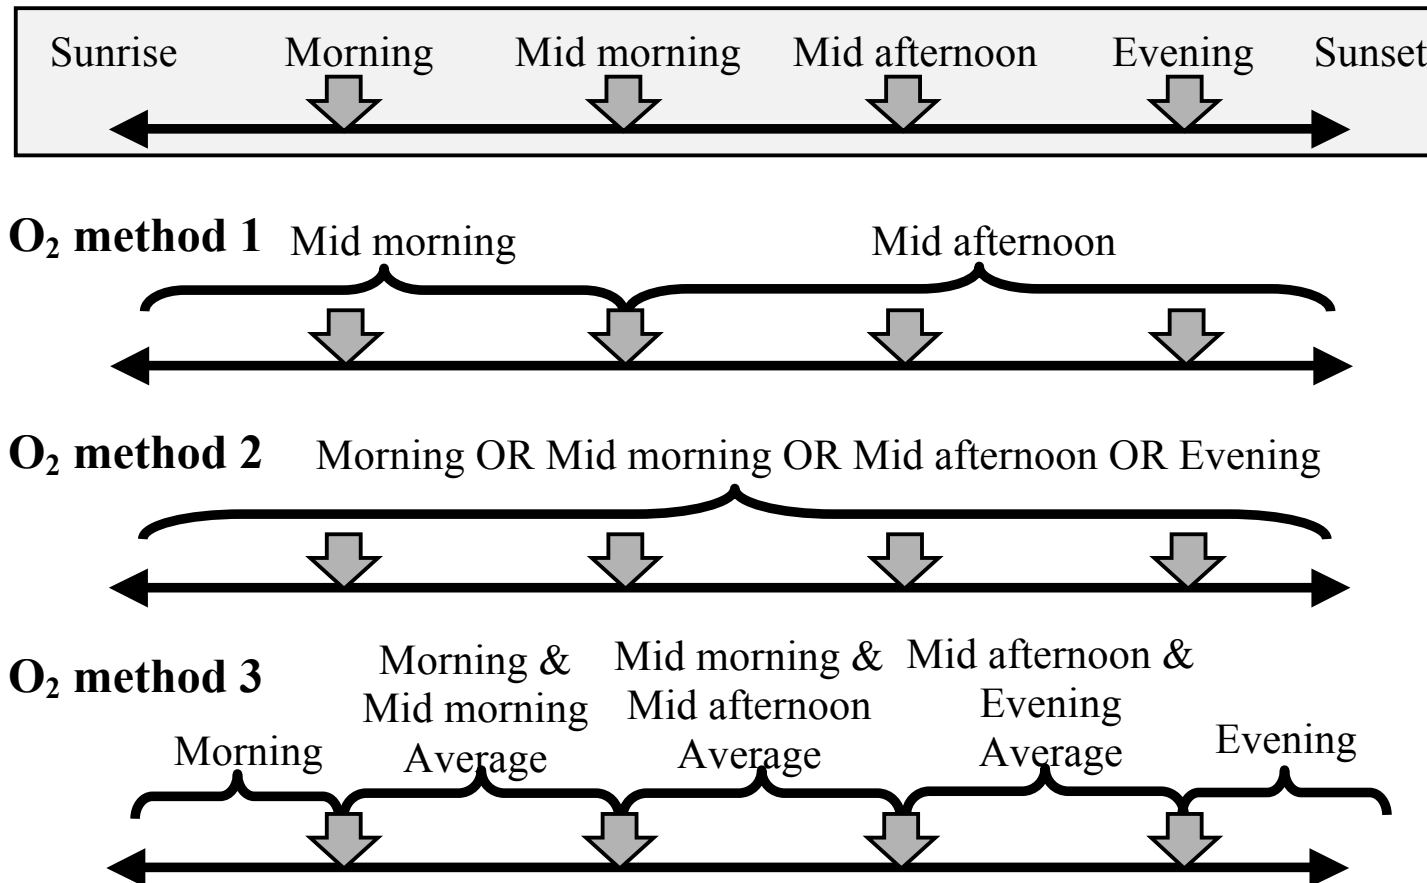 Sunrise Morning Mid morning Mid afternoon Evening Sunset
O₂ method 1 Mid morning Mid afternoon
O₂ method 2 Morning OR Mid morning OR Mid afternoon OR Evening
O₂ method 3
Morning
Morning &
Mid morning
Average
Mid morning &
Mid afternoon
Average
Mid afternoon &
Evening
Average
Evening